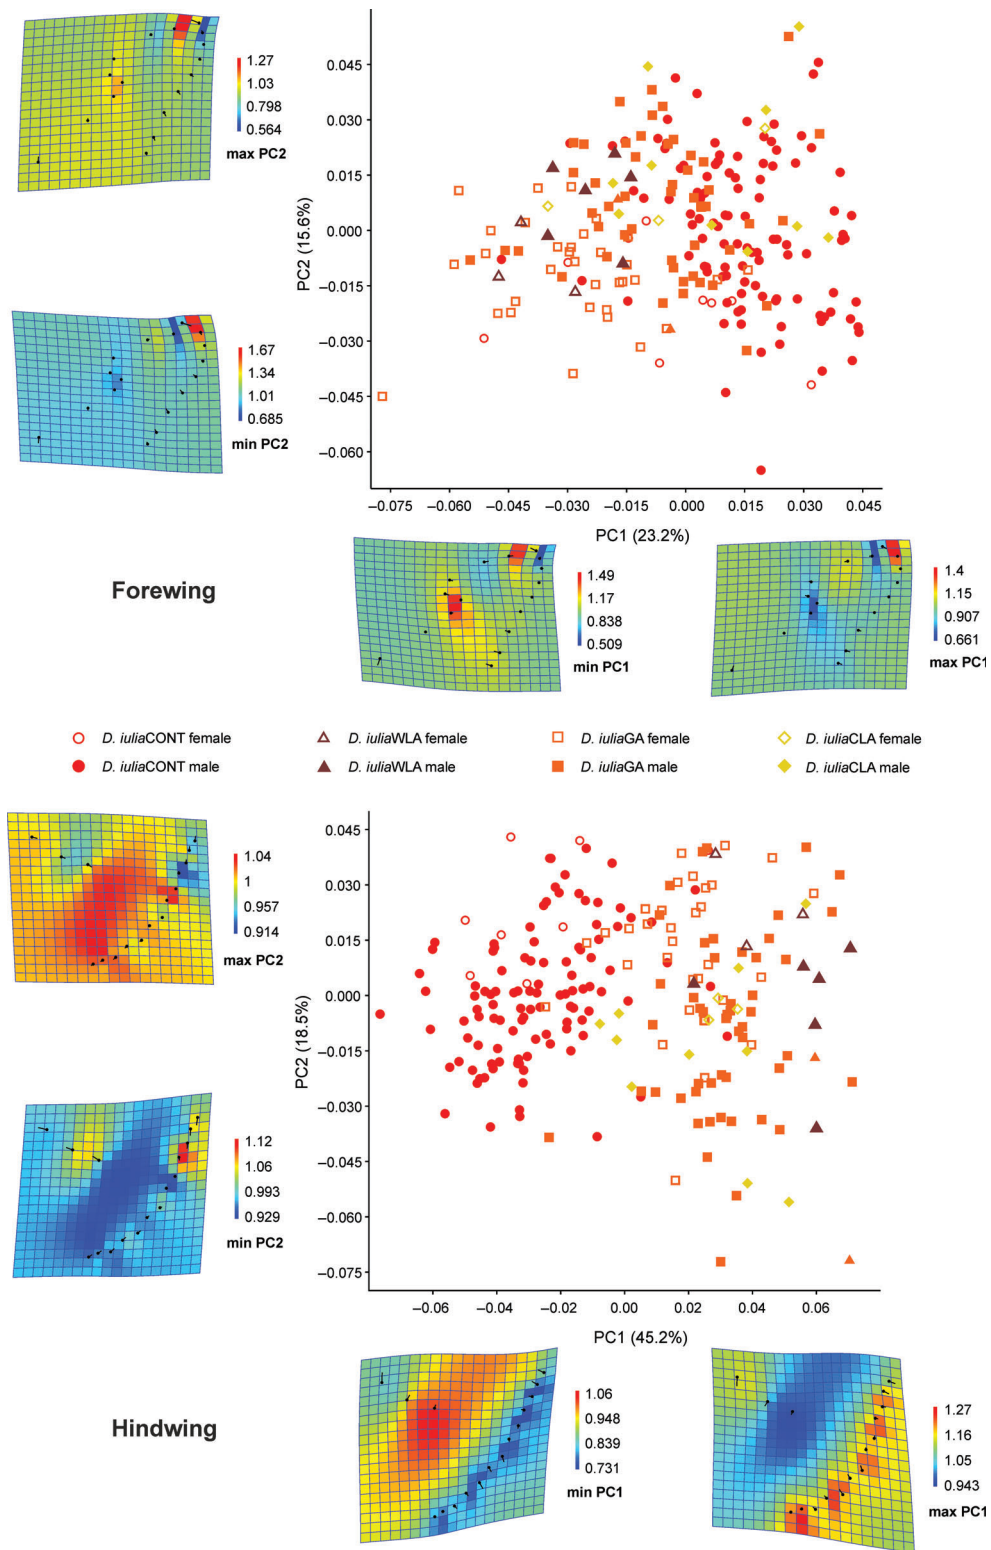 1.27
1.03
0.798
0.564
max PC2
1.67
1.34
1.01
0.685
min PC2
PC2 (15.6%)
0.045
0.030
0.015
0.000
−0.015
−0.030
−0.045
−0.060
−0.075 −0.060 −0.045 −0.030 −0.015 0.000 0.015 0.030 0.045
PC1 (23.2%)
Forewing
1.49
1.17
0.838
0.509
min PC1
1.4
1.15
0.907
0.661
max PC1
D. iuliaCONT female
D. iuliaWLA female
D. iuliaGA female
D. iuliaCLA female
D. iuliaCONT male
D. iuliaWLA male
D. iuliaGA male
D. iuliaCLA male
1.04
1
0.957
0.914
max PC2
1.12
1.06
0.993
0.929
min PC2
PC2 (18.5%)
0.045
0.030
0.015
0.000
−0.015
−0.030
−0.045
−0.060
−0.075
−0.06 −0.04 −0.02 0.00 0.02 0.04 0.06
PC1 (45.2%)
Hindwing
1.06
0.948
0.839
0.731
min PC1
1.27
1.16
1.05
0.943
max PC1